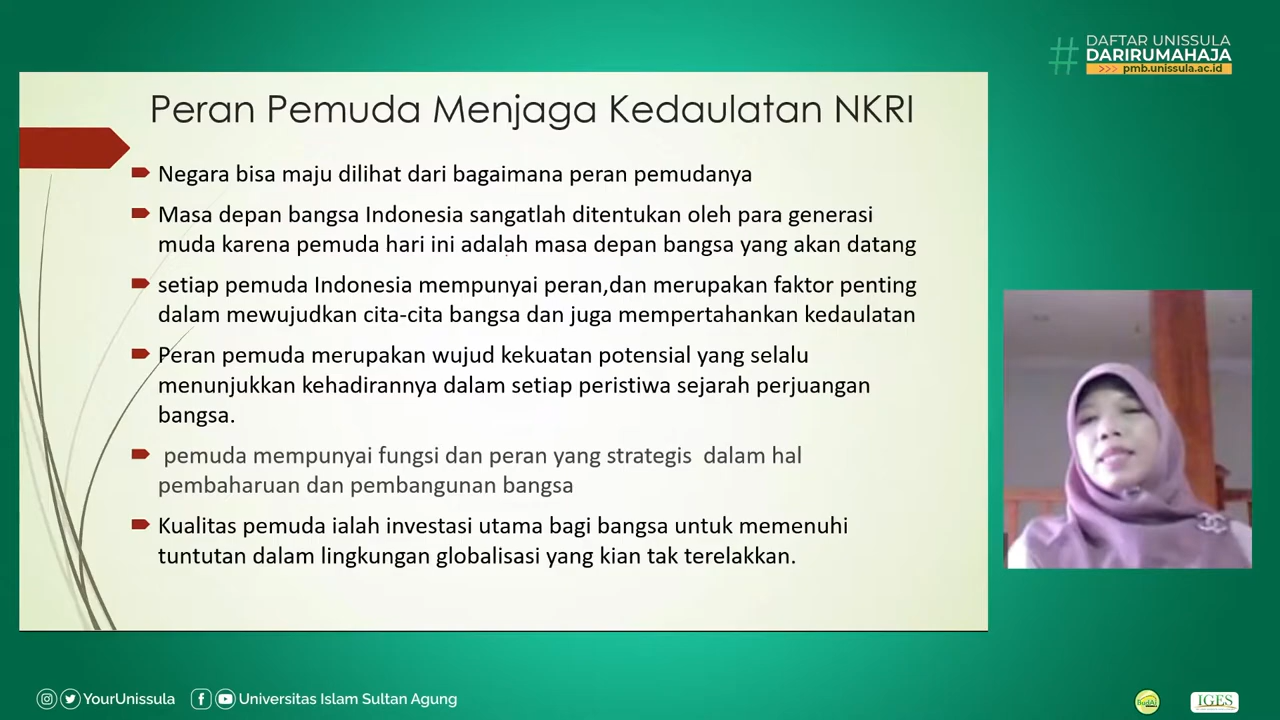 # DAFTAR UNISSULA
DARIRUMAHAJA
>>> pmb.unissula.ac.id
Peran Pemuda Menjaga Kedaulatan NKRI
Negara bisa maju dilihat dari bagaimana peran pemudanya
Masa depan bangsa Indonesia sangatlah ditentukan oleh para generasi
muda karena pemuda hari ini adalah masa depan bangsa yang akan datang
setiap pemuda Indonesia mempunyai peran,dan merupakan faktor penting
dalam mewujudkan cita-cita bangsa dan juga mempertahankan kedaulatan
Peran pemuda merupakan wujud kekuatan potensial yang selalu
menunjukkan kehadirannya dalam setiap peristiwa sejarah perjuangan
bangsa.
pemuda mempunyai fungsi dan peran yang strategis dalam hal
pembaharuan dan pembangunan bangsa
Kualitas pemuda ialah investasi utama bagi bangsa untuk memenuhi
tuntutan dalam lingkungan globalisasi yang kian tak terelakkan.
YourUnissula
Universitas Islam Sultan Agung
BudAI
IGES